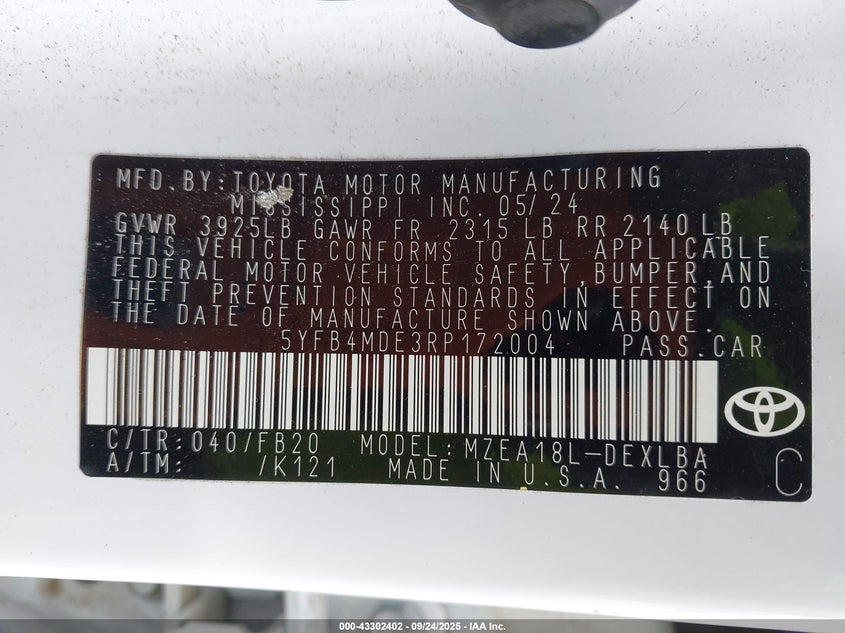 MFD.BY:TOYOTA MOTOR MANUFACTURING
MISSISSIPPI INC. 05/24
GVWR 3925LB GAWR FR 2315 LB RR 2140 LB
THIS VEHICLE CONFORMS TO ALL APPLICABLE
FEDERAL MOTOR VEHICLE SAFETY,BUMPER,AND
THEFT PREVENTION STANDARDS IN EFFECT ON
THE DATE OF MANUFACTURE SHOWN ABOVE.
5YFB4MDE3RP172004 PASS.CAR
C/TR: 040/FB20 MODEL: MZEA18L-DEXLBA
A/TM: /K121 MADE IN U.S.A. 966 C
000-43302402 - 09/24/2025 - IAA Inc.